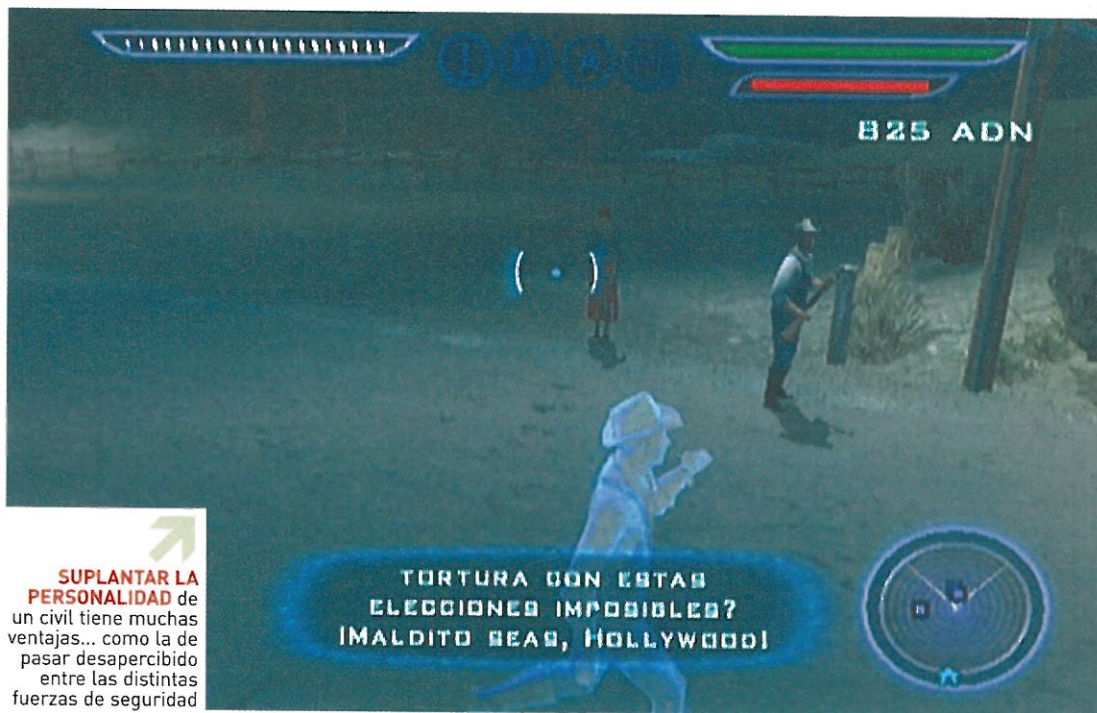 825 ADN
TORTURA CON ESTAS
ELECCIONES IMPOSIBLES?
¡MALDITO SEAS, HOLLYWOOD!
SUPLANTAR LA
PERSONALIDAD de
un civil tiene muchas
ventajas... como la de
pasar desapercibido
entre las distintas
fuerzas de seguridad